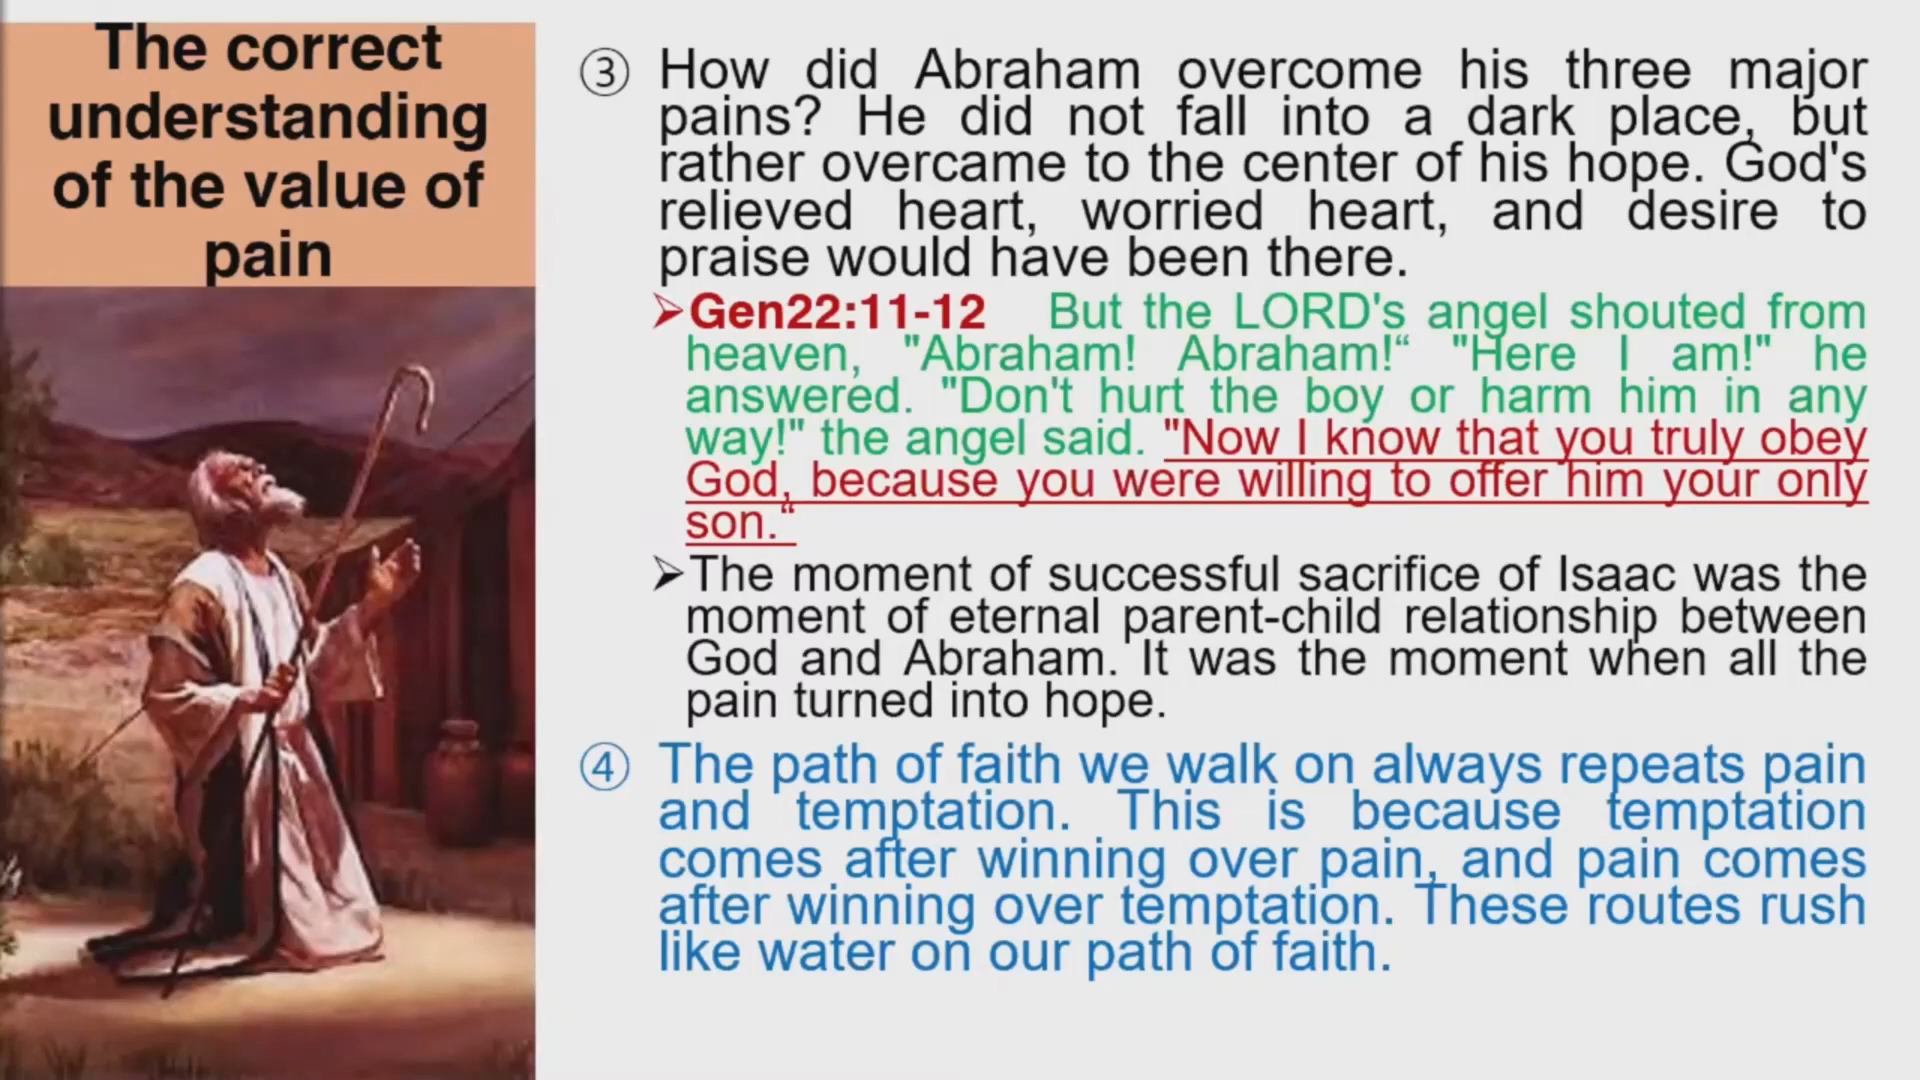 The correct
understanding
of the value of
pain
③ How did Abraham overcome his three major
pains? He did not fall into a dark place, but
rather overcame to the center of his hope. God's
relieved heart, worried heart, and desire to
praise would have been there.
➢Gen22:11-12 But the LORD's angel shouted from
heaven, "Abraham! Abraham!“ "Here I am!" he
answered. "Don't hurt the boy or harm him in any
way!" the angel said. "Now I know that you truly obey
God, because you were willing to offer him your only
son.“
➢The moment of successful sacrifice of Isaac was the
moment of eternal parent-child relationship between
God and Abraham. It was the moment when all the
pain turned into hope.
④ The path of faith we walk on always repeats pain
and temptation. This is because temptation
comes after winning over pain, and pain comes
after winning over temptation. These routes rush
like water on our path of faith.